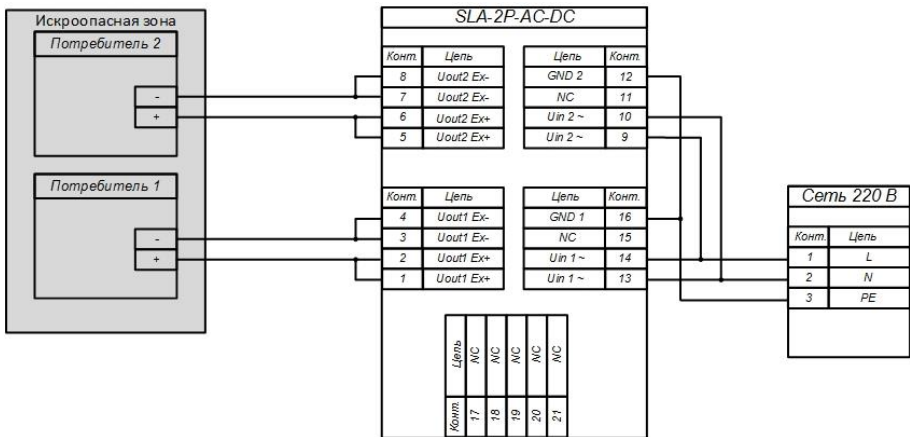 SLA-2P-AC-DC
Искроопасная зона
Потребитель 2
-
+
Потребитель 1
-
+
Конт. Цепь
8 Uout2 Ex-
7 Uout2 Ex-
6 Uout2 Ex+
5 Uout2 Ex+
Цепь Конт.
GND 2 12
NC 11
Uin 2 ~ 10
Uin 2 ~ 9
Конт. Цепь
4 Uout1 Ex-
3 Uout1 Ex-
2 Uout1 Ex+
1 Uout1 Ex+
Цепь Конт.
GND 1 16
NC 15
Uin 1 ~ 14
Uin 1 ~ 13
Цепь NC NC NC NC NC
Конт. 17 18 19 20 21
Сеть 220 В
Конт. Цепь
1 L
2 N
3 PE